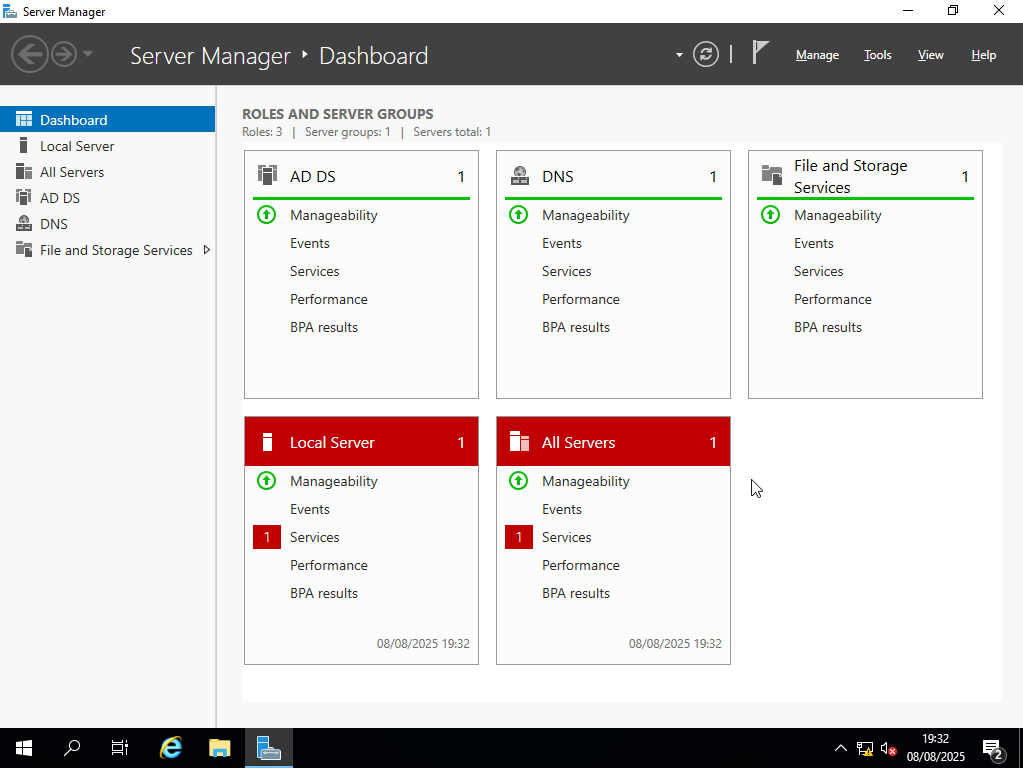 Server Manager
Server Manager ‣ Dashboard
Manage
Tools
View
Help
Dashboard
Local Server
All Servers
AD DS
DNS
File and Storage Services
ROLES AND SERVER GROUPS
Roles: 3 | Server groups: 1 | Servers total: 1
AD DS 1
Manageability
Events
Services
Performance
BPA results
DNS 1
Manageability
Events
Services
Performance
BPA results
File and Storage
Services 1
Manageability
Events
Services
Performance
BPA results
Local Server 1
Manageability
Events
1 Services
Performance
BPA results
08/08/2025 19:32
All Servers 1
Manageability
Events
1 Services
Performance
BPA results
08/08/2025 19:32
19:32
08/08/2025
2